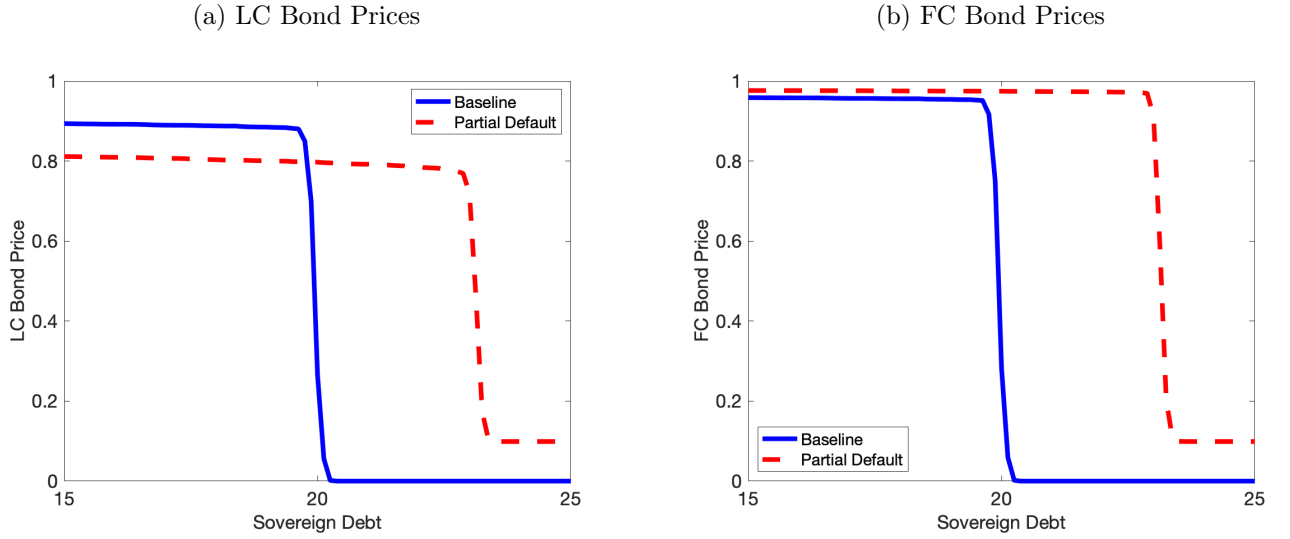 (a) LC Bond Prices
1
0.8
0.6
0.4
0.2
0
15
20
25
LC Bond Price
Sovereign Debt
Baseline
Partial Default
(b) FC Bond Prices
1
0.8
0.6
0.4
0.2
0
15
20
25
FC Bond Price
Sovereign Debt
Baseline
Partial Default